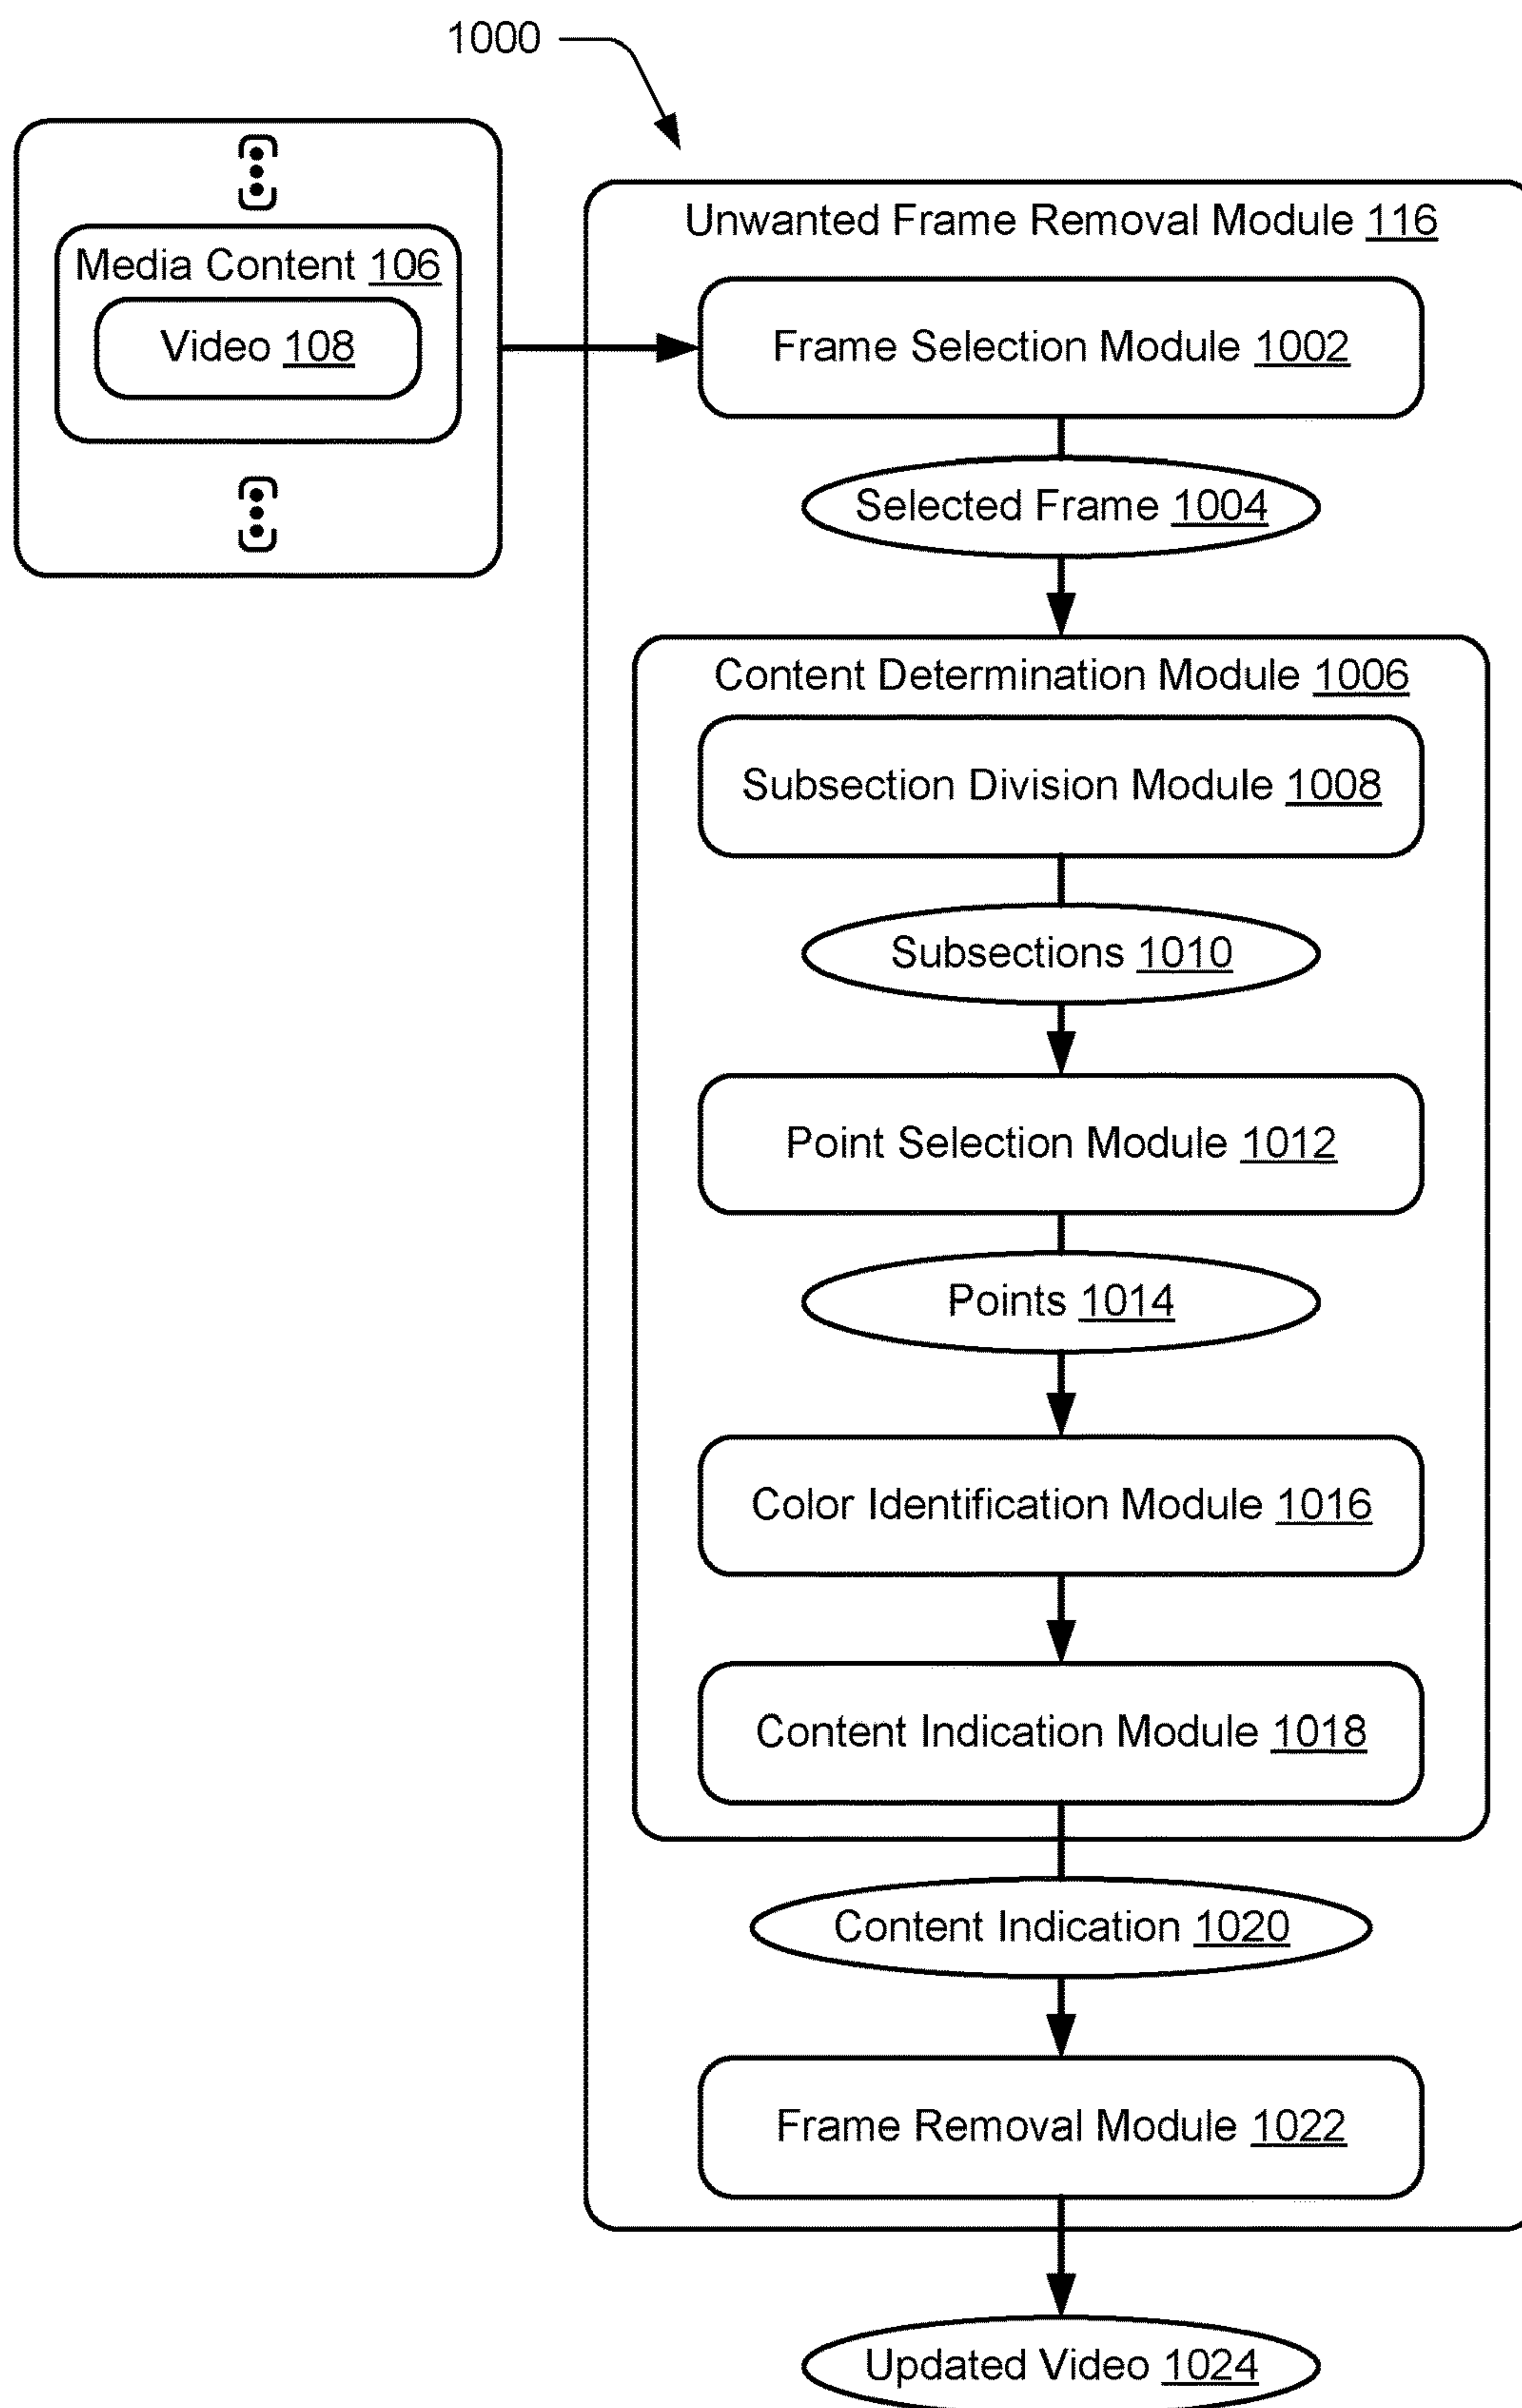 1000
Media Content 106
Video 108
Unwanted Frame Removal Module 116
Frame Selection Module 1002
Selected Frame 1004
Content Determination Module 1006
Subsection Division Module 1008
Subsections 1010
Point Selection Module 1012
Points 1014
Color Identification Module 1016
Content Indication Module 1018
Content Indication 1020
Frame Removal Module 1022
Updated Video 1024